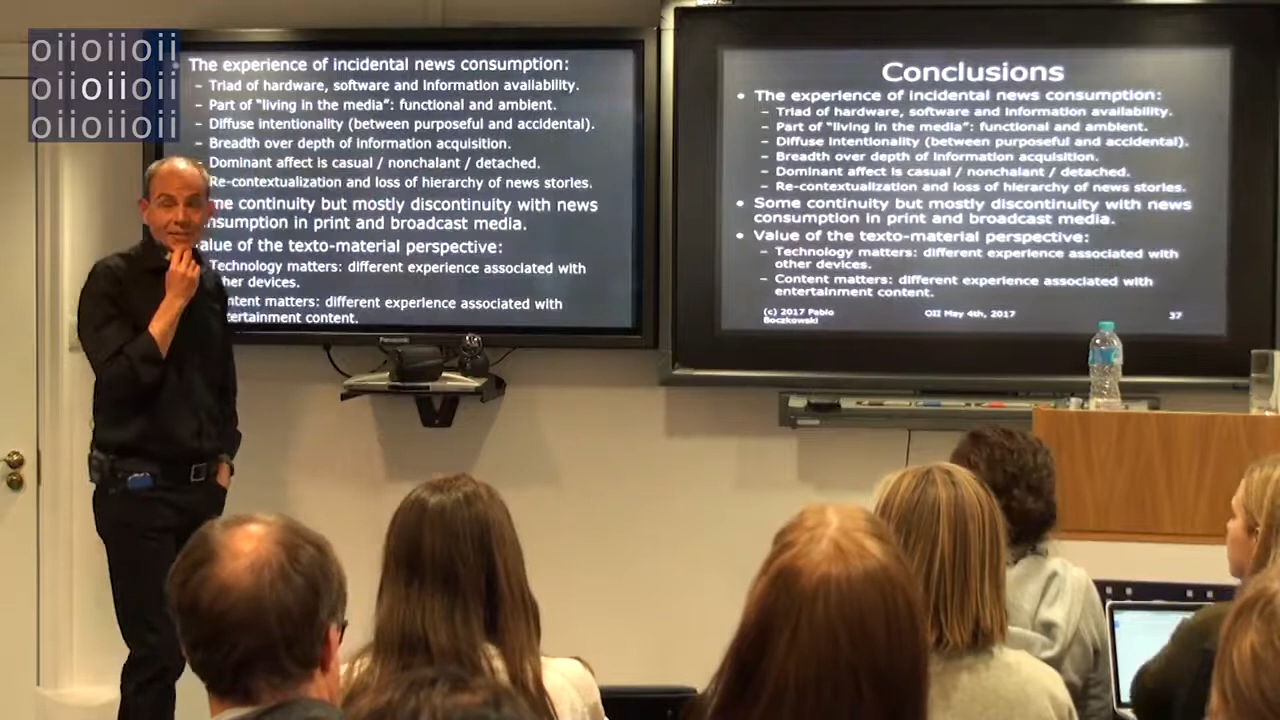 oiioiioii
oiioiioii
oiioiioii
The experience of incidental news consumption:
– Triad of hardware, software and information availability.
– Part of "living in the media": functional and ambient.
– Diffuse intentionality (between purposeful and accidental).
– Breadth over depth of information acquisition.
– Dominant affect is casual / nonchalant / detached.
Re-contextualization and loss of hierarchy of news stories.
me continuity but mostly discontinuity with news
nsumption in print and broadcast media.
alue of the texto-material perspective:
Technology matters: different experience associated with
her devices.
ntent matters: different experience associated with
tertainment content.
Panasonic
Conclusions
• The experience of incidental news consumption:
– Triad of hardware, software and information availability.
– Part of "living in the media": functional and ambient.
– Diffuse intentionality (between purposeful and accidental).
– Breadth over depth of information acquisition.
– Dominant affect is casual / nonchalant / detached.
– Re-contextualization and loss of hierarchy of news stories.
• Some continuity but mostly discontinuity with news
consumption in print and broadcast media.
• Value of the texto-material perspective:
– Technology matters: different experience associated with
other devices.
– Content matters: different experience associated with
entertainment content.
(c) 2017 Pablo
Boczkowski
OII May 4th, 2017
37